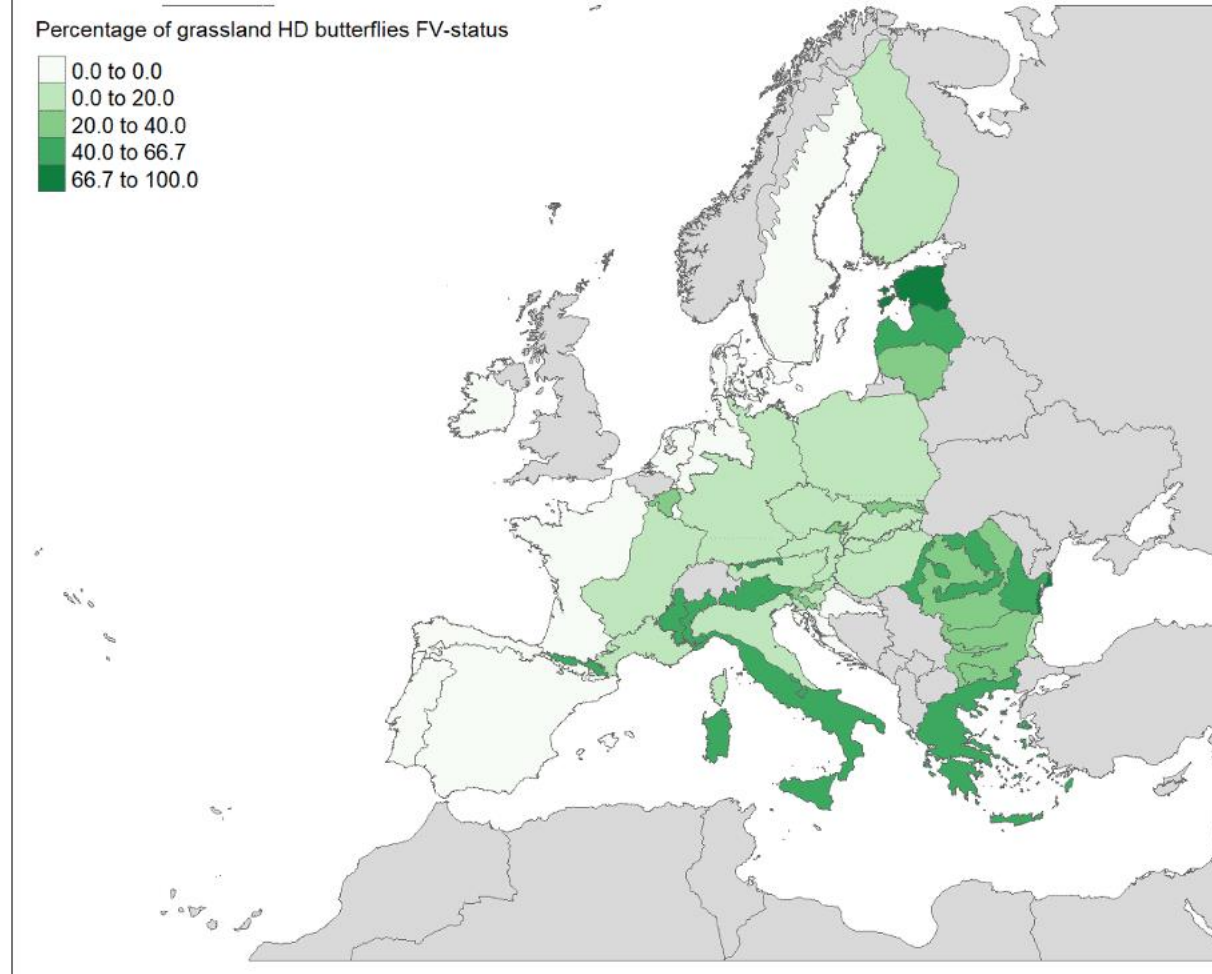 Percentage of grassland HD butterflies FV-status
0.0 to 0.0
0.0 to 20.0
20.0 to 40.0
40.0 to 66.7
66.7 to 100.0